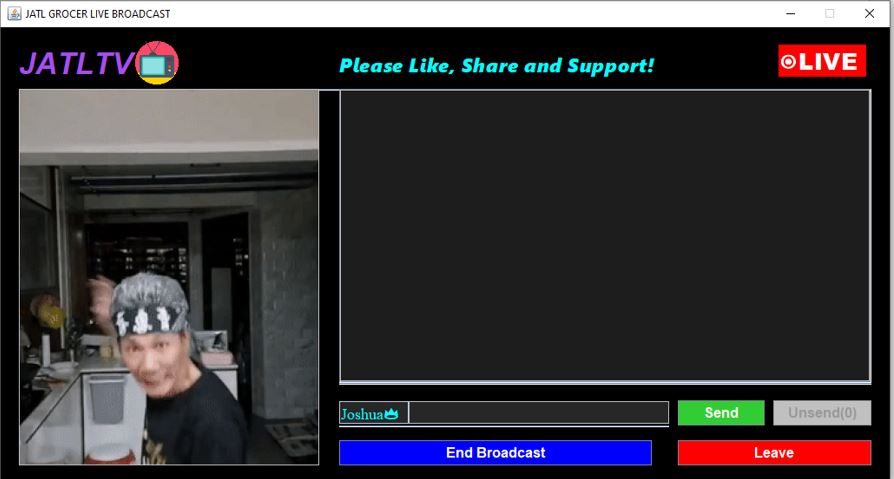 JATL GROCER LIVE BROADCAST
JATLTV
Please Like, Share and Support!
LIVE
Joshua
Send
Unsend(0)
End Broadcast
Leave